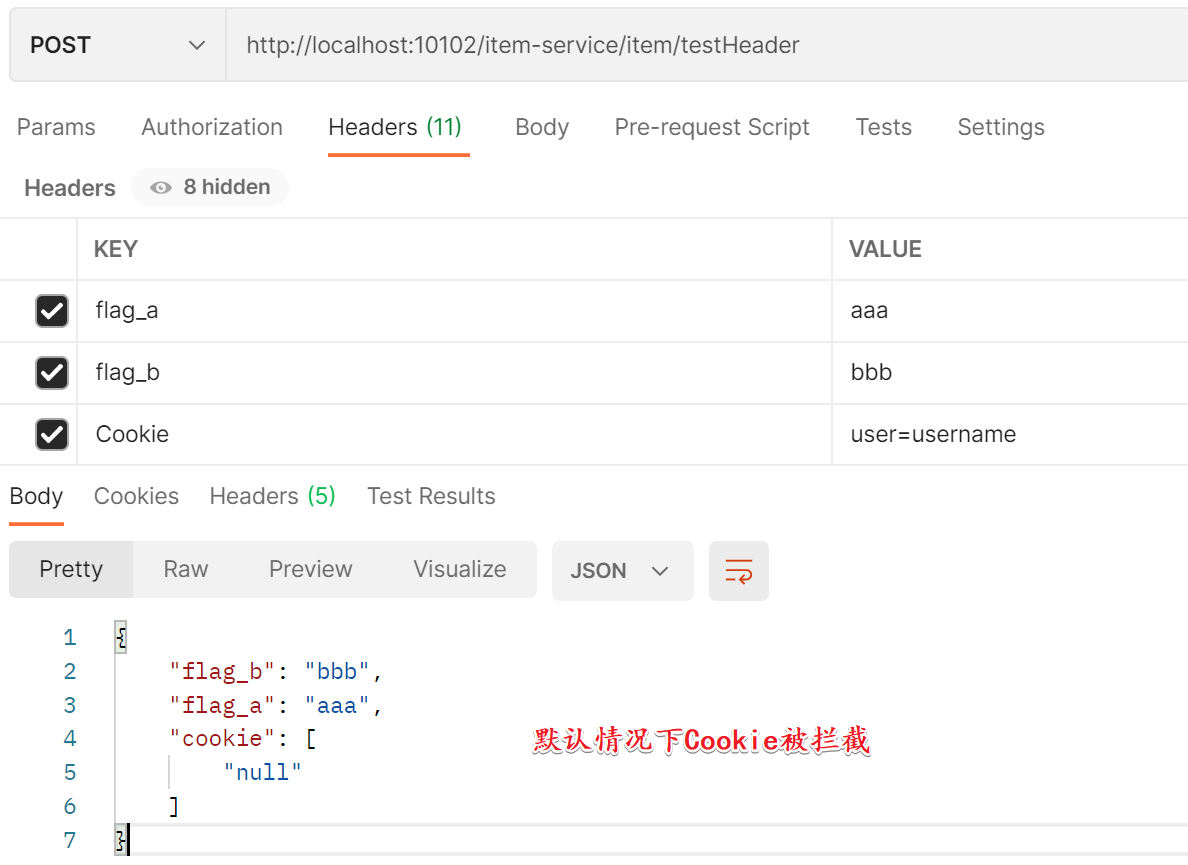 POST http://localhost:10102/item-service/item/testHeader
Params Authorization Headers (11) Body Pre-request Script Tests Settings
Headers 8 hidden
KEY VALUE
flag_a aaa
flag_b bbb
Cookie user=username
Body Cookies Headers (5) Test Results
Pretty Raw Preview Visualize JSON
1 {
2 "flag_b": "bbb",
3 "flag_a": "aaa",
4 "cookie": [ 默认情况下Cookie被拦截
5 "null"
6 ]
7 }